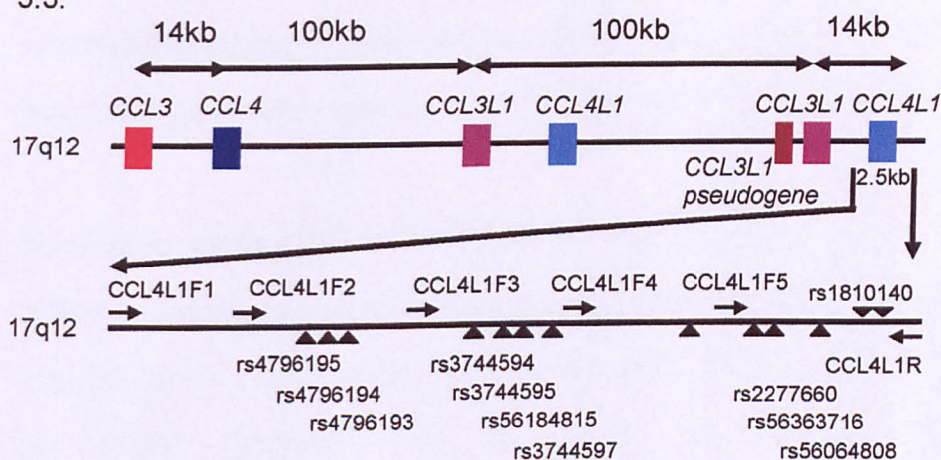 14kb 100kb 100kb 14kb
CCL3 CCL4 CCL3L1 CCL4L1 CCL3L1 CCL4L1
17q12
CCL3L1
pseudogene
2.5kb
CCL4L1F1 CCL4L1F2 CCL4L1F3 CCL4L1F4 CCL4L1F5 rs1810140
17q12
CCL4L1R
rs4796195 rs3744594
rs4796194 rs3744595 rs2277660
rs4796193 rs56184815 rs56363716
rs3744597 rs56064808